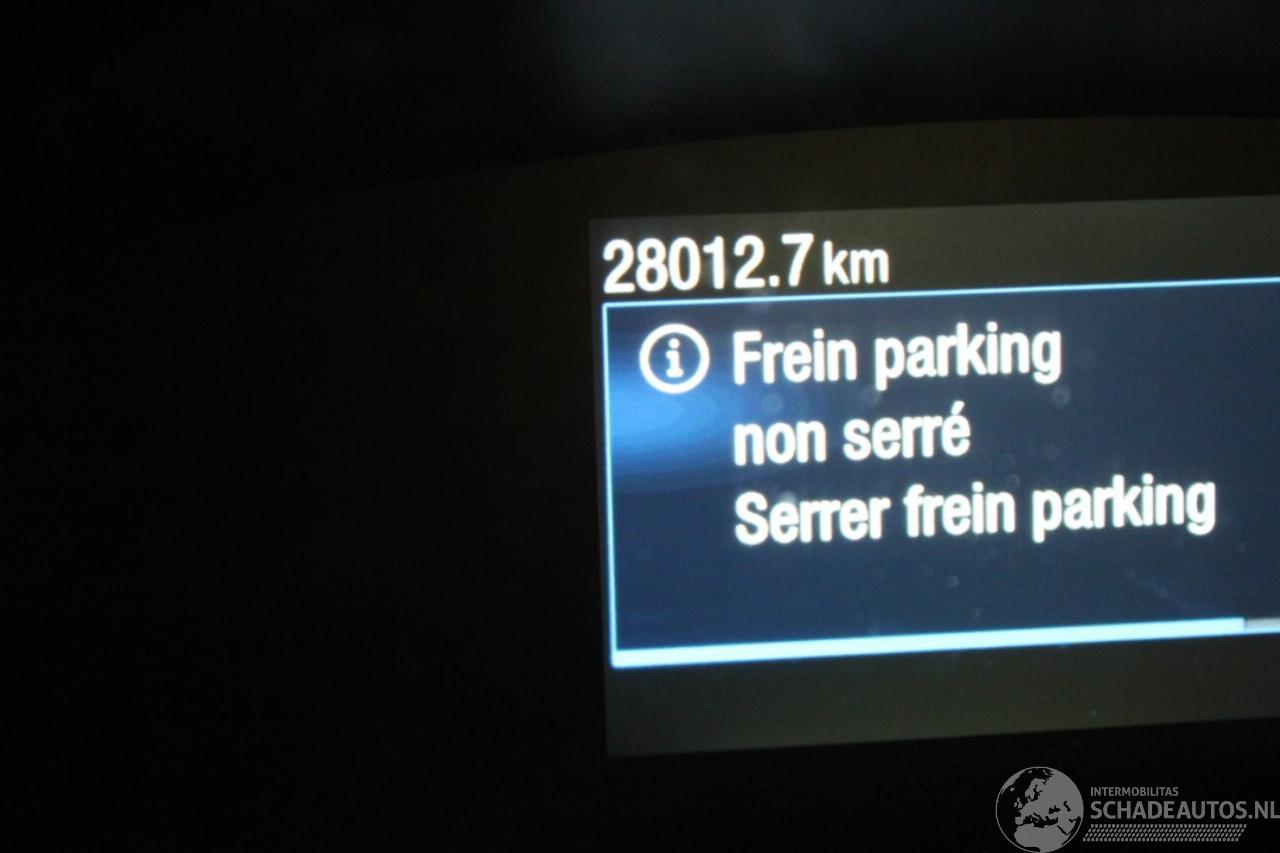 28012.7 km
Frein parking
non serré
Serrer frein parking
INTERMOBILITAS
SCHADEAUTOS.NL